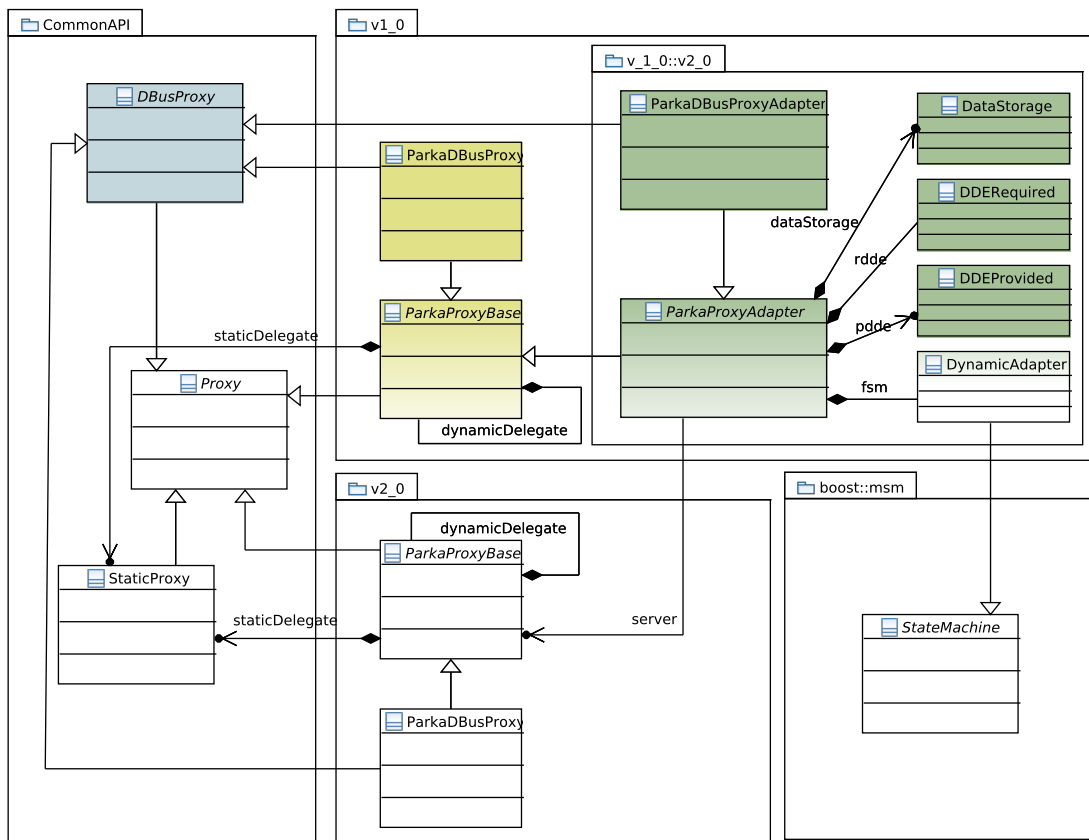 CommonAPI
v1_0
v_1_0::v2_0
DBusProxy
ParkaDBusProxyAdapter
DataStorage
ParkaDBusProxy
DDERequired
dataStorage
rdde
DDEProvided
ParkaProxyBase
ParkaProxyAdapter
pdde
staticDelegate
DynamicAdapter
Proxy
fsm
dynamicDelegate
v2_0
boost::msm
dynamicDelegate
ParkaProxyBase
StaticProxy
staticDelegate
server
StateMachine
ParkaDBusProxy